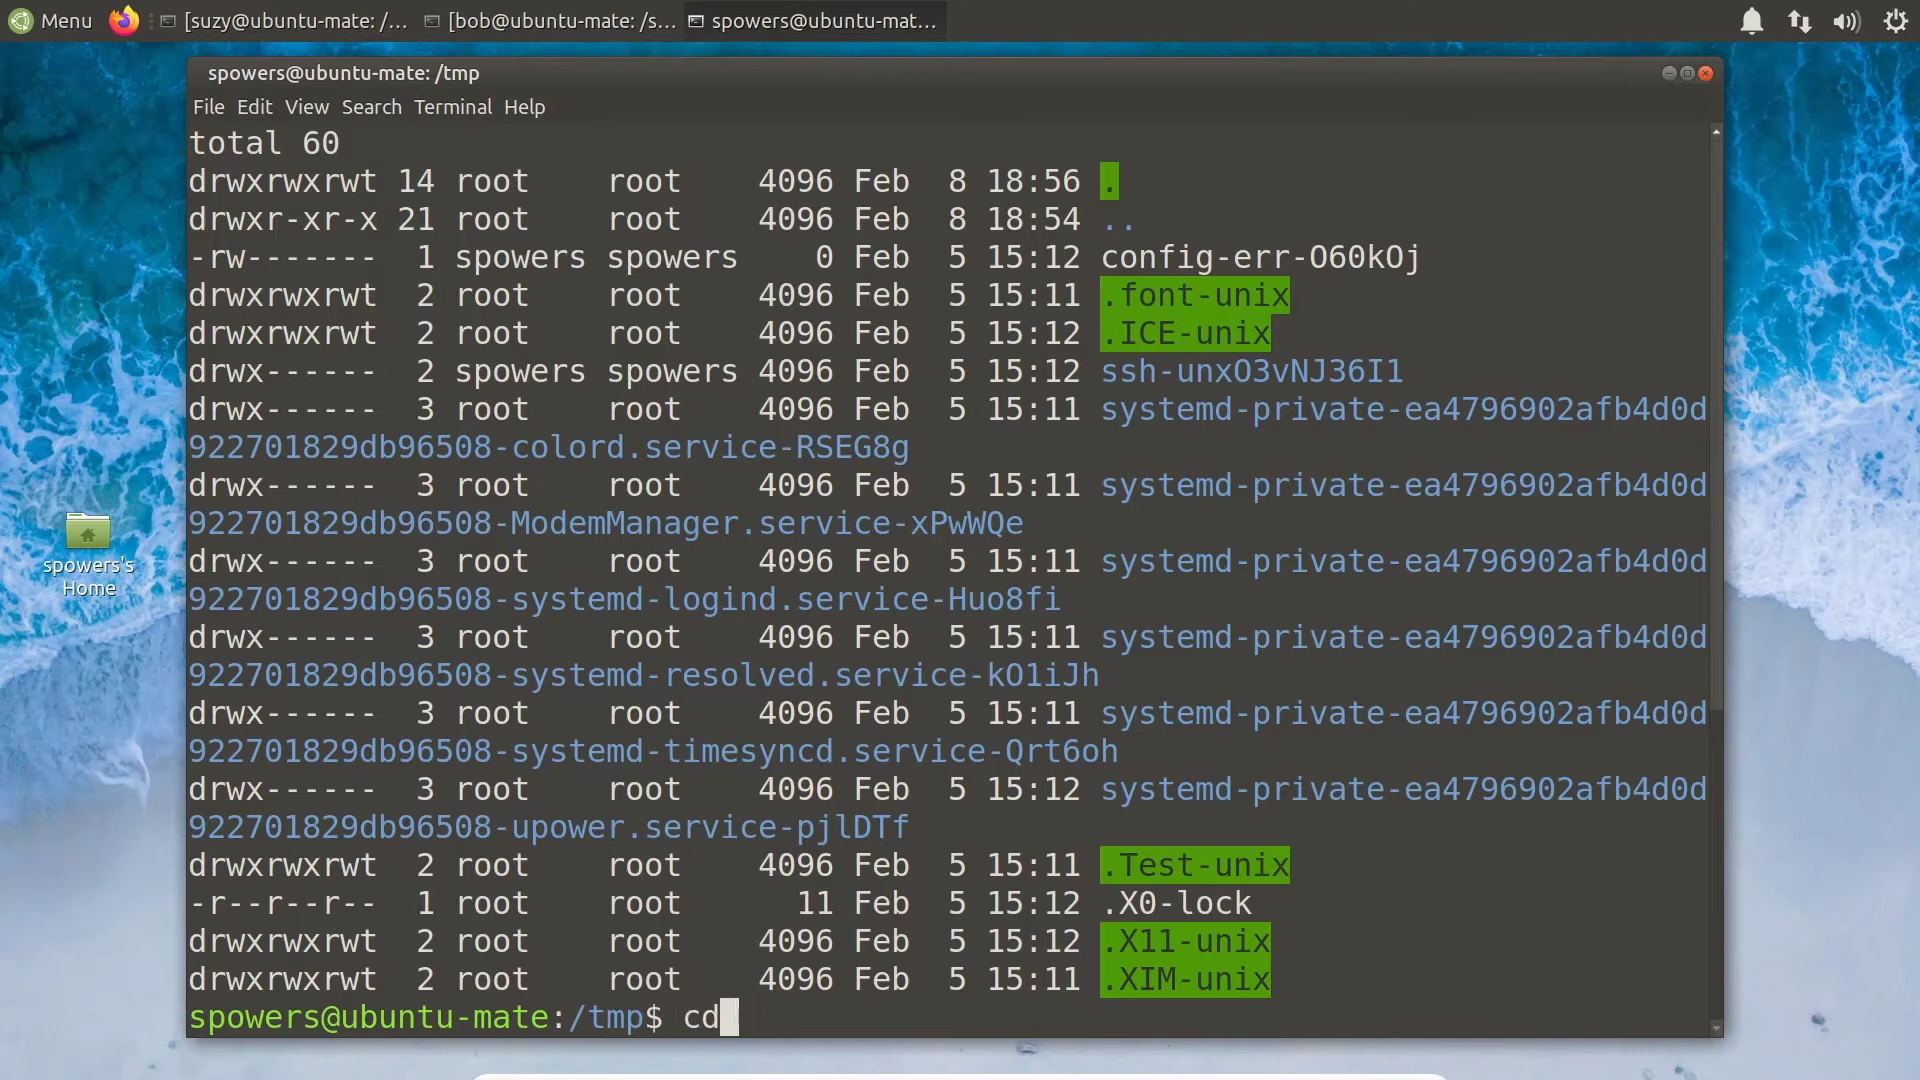 Menu [suzy@ubuntu-mate: /... [bob@ubuntu-mate: /s... spowers@ubuntu-mat...
spowers@ubuntu-mate: /tmp
File Edit View Search Terminal Help
total 60
drwxrwxrwt 14 root    root    4096 Feb  8 18:56 .
drwxr-xr-x 21 root    root    4096 Feb  8 18:54 ..
-rw-------  1 spowers spowers    0 Feb  5 15:12 config-err-O60kOj
drwxrwxrwt  2 root    root    4096 Feb  5 15:11 .font-unix
drwxrwxrwt  2 root    root    4096 Feb  5 15:12 .ICE-unix
drwx------  2 spowers spowers 4096 Feb  5 15:12 ssh-unxO3vNJ36I1
drwx------  3 root    root    4096 Feb  5 15:11 systemd-private-ea4796902afb4d0d
922701829db96508-colord.service-RSEG8g
drwx------  3 root    root    4096 Feb  5 15:11 systemd-private-ea4796902afb4d0d
922701829db96508-ModemManager.service-xPwWQe
drwx------  3 root    root    4096 Feb  5 15:11 systemd-private-ea4796902afb4d0d
922701829db96508-systemd-logind.service-Huo8fi
drwx------  3 root    root    4096 Feb  5 15:11 systemd-private-ea4796902afb4d0d
922701829db96508-systemd-resolved.service-kO1iJh
drwx------  3 root    root    4096 Feb  5 15:11 systemd-private-ea4796902afb4d0d
922701829db96508-systemd-timesyncd.service-Qrt6oh
drwx------  3 root    root    4096 Feb  5 15:12 systemd-private-ea4796902afb4d0d
922701829db96508-upower.service-pjlDTf
drwxrwxrwt  2 root    root    4096 Feb  5 15:11 .Test-unix
-r--r--r--  1 root    root      11 Feb  5 15:12 .X0-lock
drwxrwxrwt  2 root    root    4096 Feb  5 15:12 .X11-unix
drwxrwxrwt  2 root    root    4096 Feb  5 15:11 .XIM-unix
spowers@ubuntu-mate:/tmp$ cd
spowers's
Home